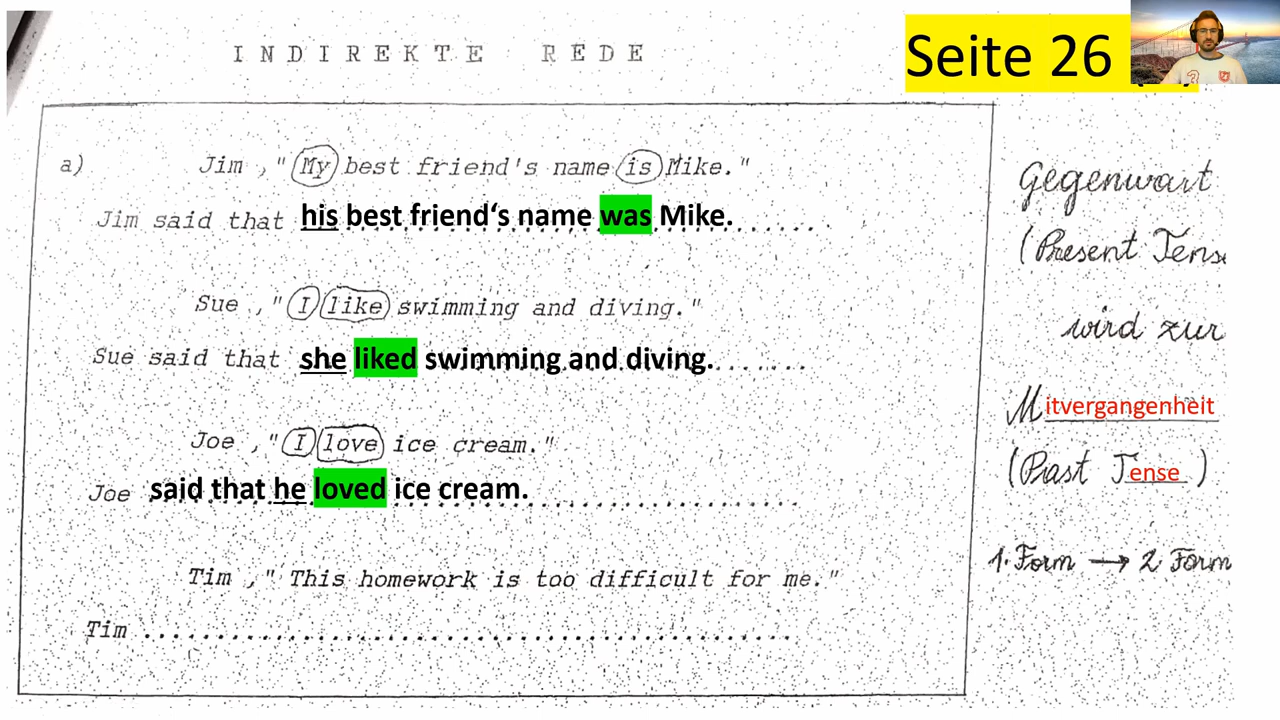 INDIREKTE REDE
Seite 26
a) Jim ,"My best friend's name is Mike."
Jim said that his best friend‘s name was Mike.
Sue ,"I like swimming and diving."
Sue said that she liked swimming and diving.
Joe ,"I love ice cream."
Joe said that he loved ice cream.
Tim ,"This homework is too difficult for me."
Tim ............................................
Gegenwart
(Present Tense
wird zur
Mitvergangenheit
(Past Tense)
1. Form → 2. Form